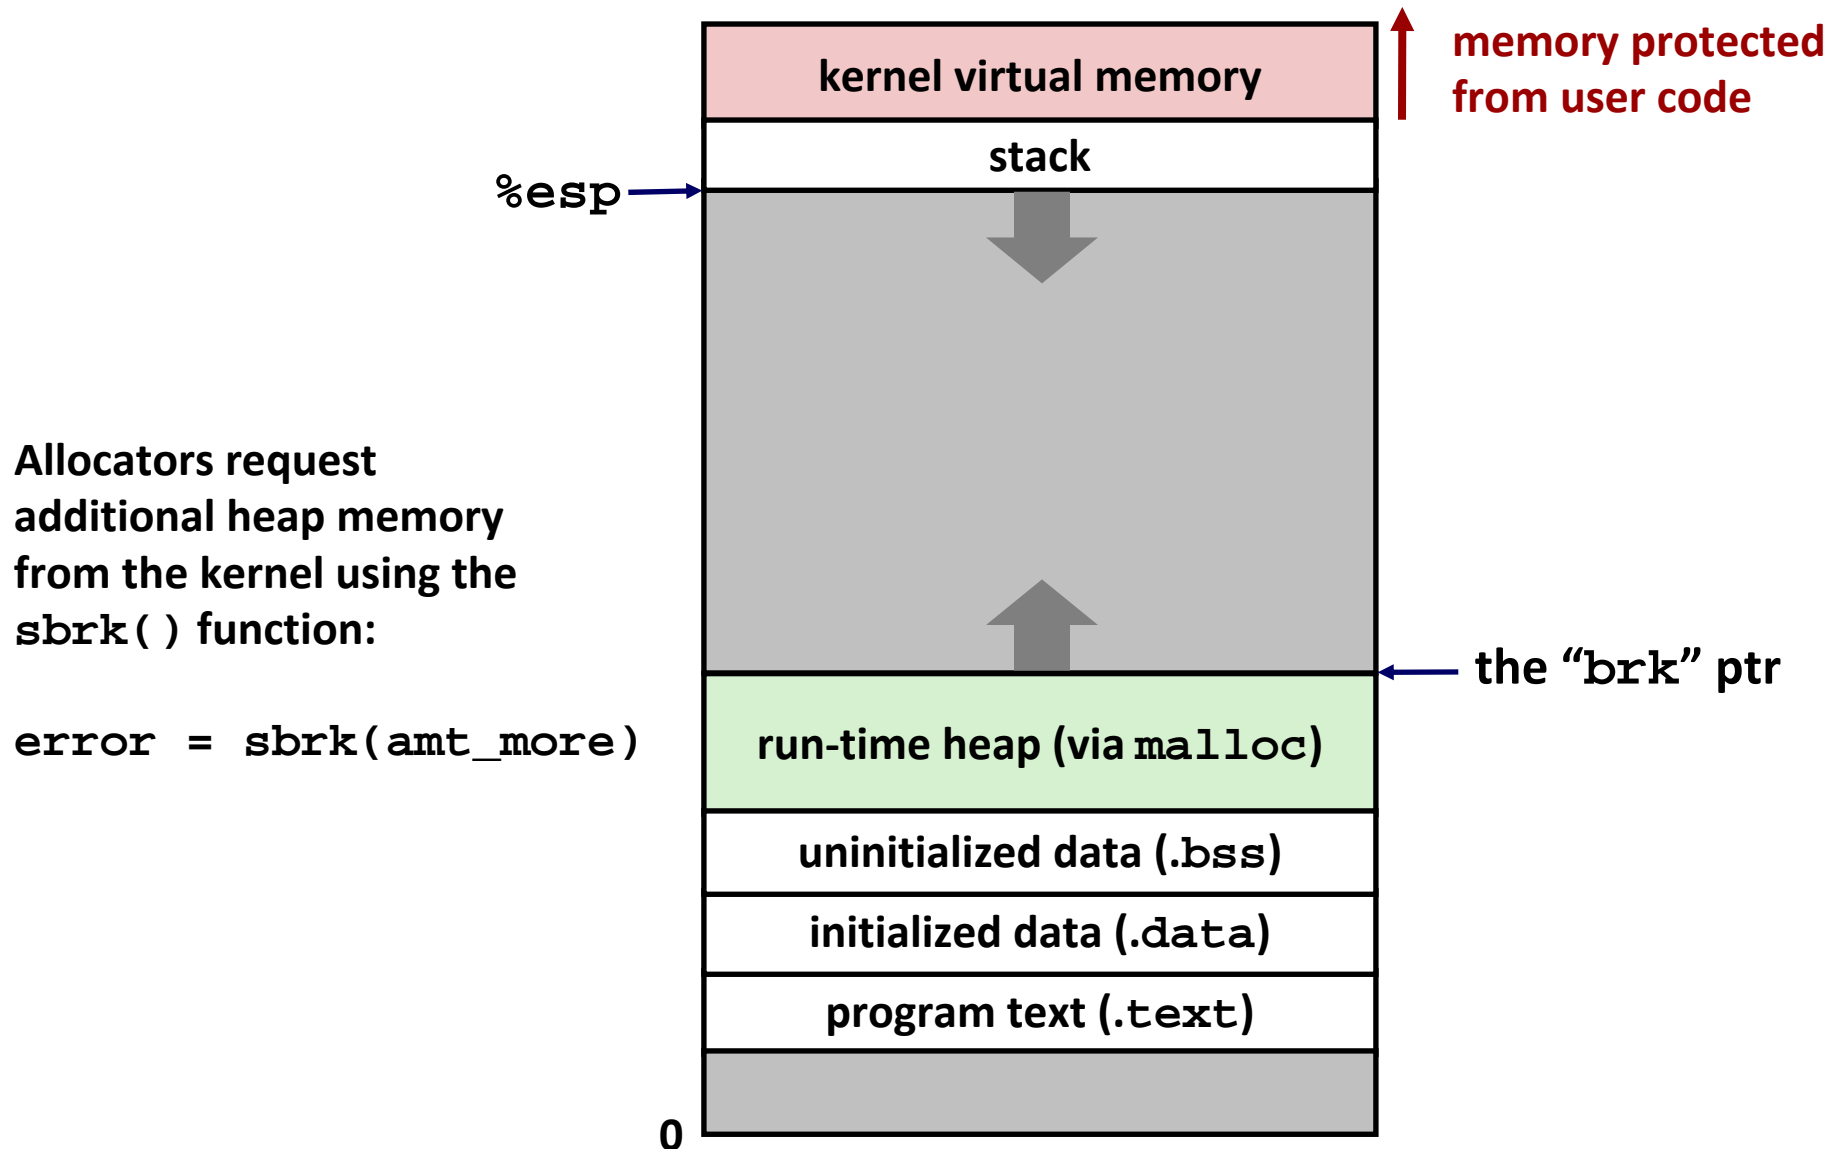 kernel virtual memory
memory protected
from user code
stack
%esp
Allocators request
additional heap memory
from the kernel using the
sbrk() function:
error = sbrk(amt_more)
the “brk” ptr
run-time heap (via malloc)
uninitialized data (.bss)
initialized data (.data)
program text (.text)
0